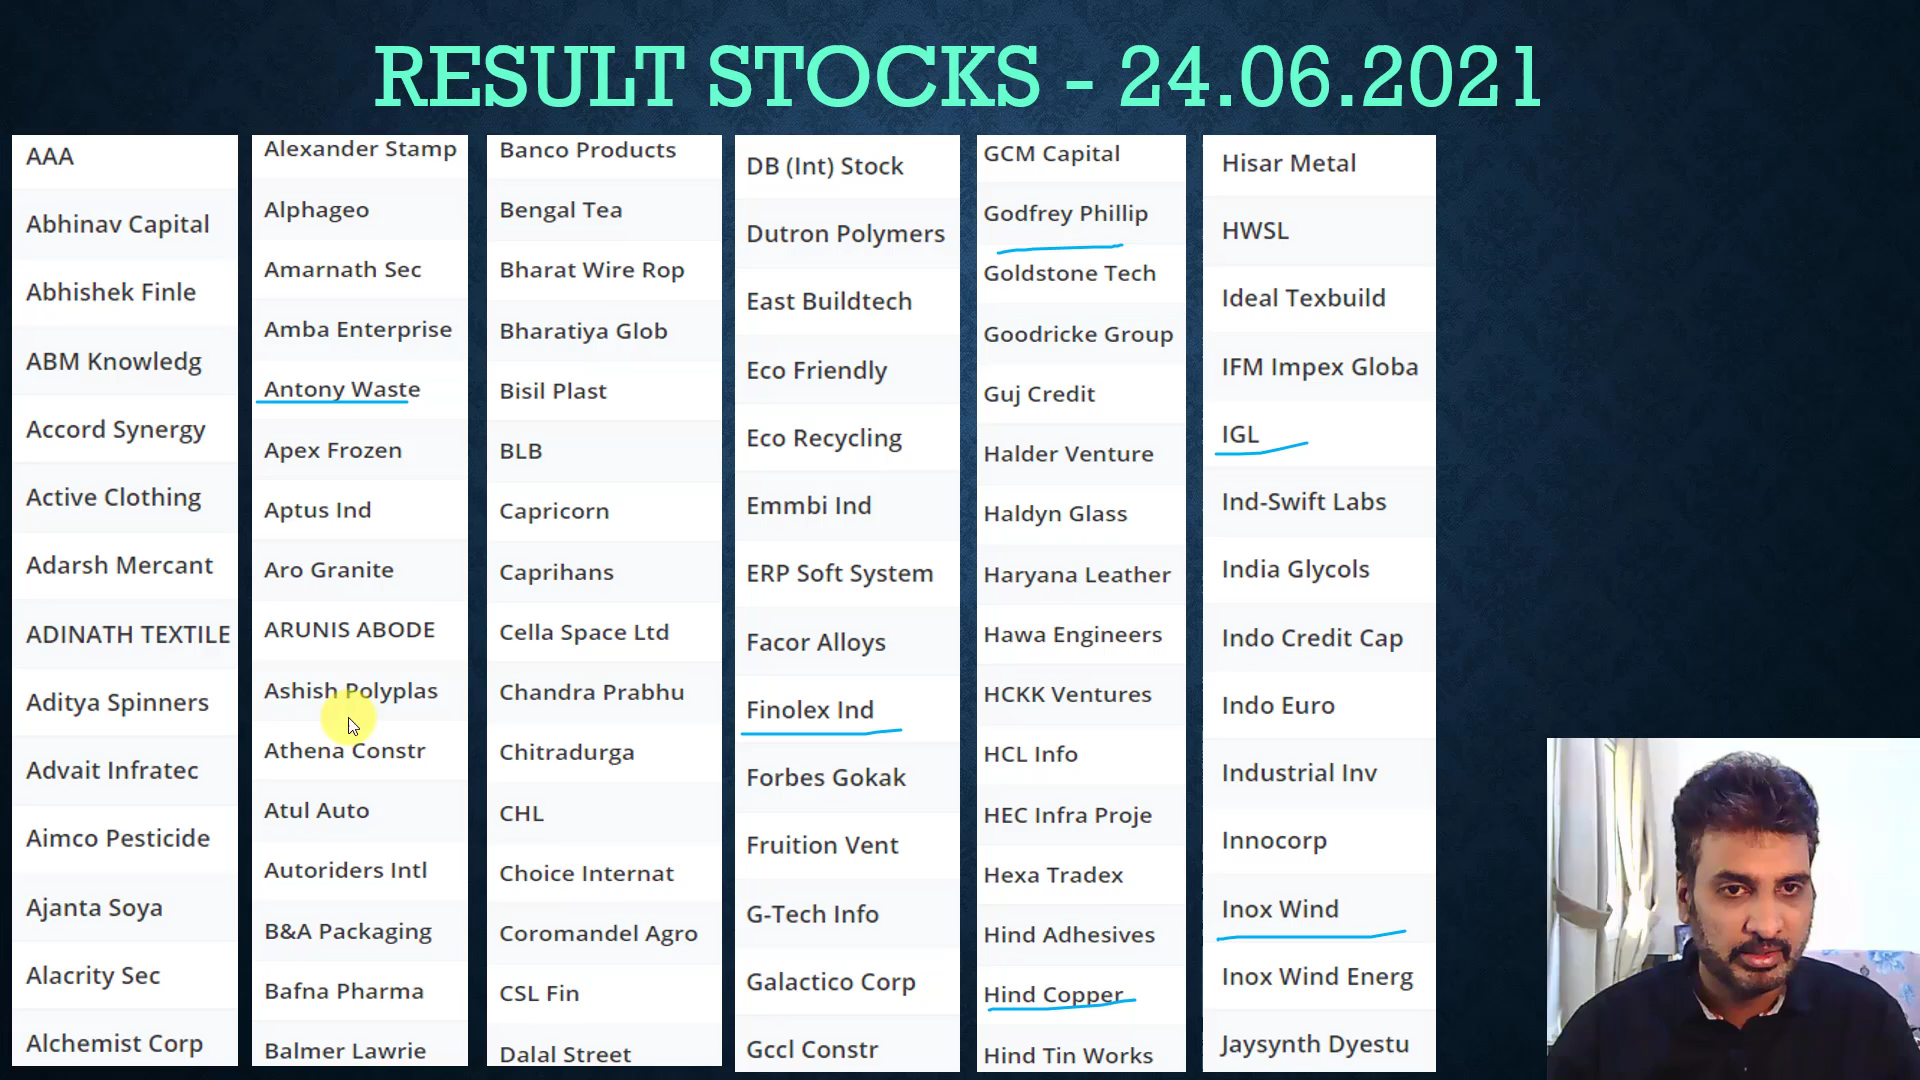 RESULT STOCKS - 24.06.2021
AAA
Abhinav Capital
Abhishek Finle
ABM Knowledg
Accord Synergy
Active Clothing
Adarsh Mercant
ADINATH TEXTILE
Aditya Spinners
Advait Infratec
Aimco Pesticide
Ajanta Soya
Alacrity Sec
Alchemist Corp
Alexander Stamp
Alphageo
Amarnath Sec
Amba Enterprise
Antony Waste
Apex Frozen
Aptus Ind
Aro Granite
ARUNIS ABODE
Ashish Polyplas
Athena Constr
Atul Auto
Autoriders Intl
B&A Packaging
Bafna Pharma
Balmer Lawrie
Banco Products
Bengal Tea
Bharat Wire Rop
Bharatiya Glob
Bisil Plast
BLB
Capricorn
Caprihans
Cella Space Ltd
Chandra Prabhu
Chitradurga
CHL
Choice Internat
Coromandel Agro
CSL Fin
Dalal Street
DB (Int) Stock
Dutron Polymers
East Buildtech
Eco Friendly
Eco Recycling
Emmbi Ind
ERP Soft System
Facor Alloys
Finolex Ind
Forbes Gokak
Fruition Vent
G-Tech Info
Galactico Corp
Gccl Constr
GCM Capital
Godfrey Phillip
Goldstone Tech
Goodricke Group
Guj Credit
Halder Venture
Haldyn Glass
Haryana Leather
Hawa Engineers
HCKK Ventures
HCL Info
HEC Infra Proje
Hexa Tradex
Hind Adhesives
Hind Copper
Hind Tin Works
Hisar Metal
HWSL
Ideal Texbuild
IFM Impex Globa
IGL
Ind-Swift Labs
India Glycols
Indo Credit Cap
Indo Euro
Industrial Inv
Innocorp
Inox Wind
Inox Wind Energ
Jaysynth Dyestu